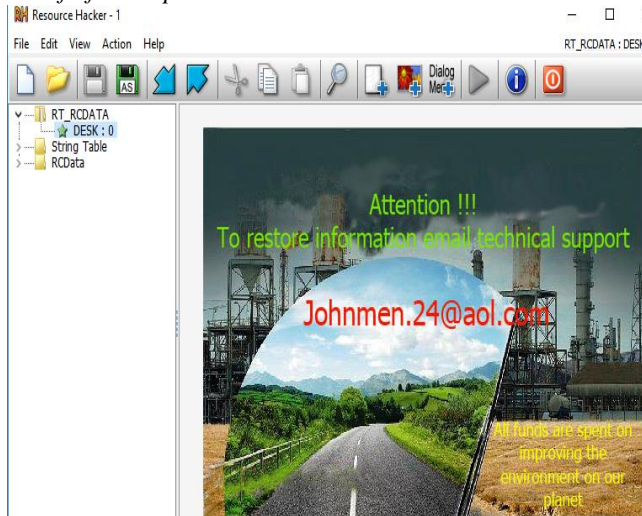 Resource Hacker - 1
File Edit View Action Help
RT_RCDATA : DESK
AS
Dialog
Menu
RT_RCDATA
DESK : 0
String Table
RCData
Attention !!!
To restore information email technical support
Johnmen.24@aol.com
All funds are spent on
improving the
environment on our
planet